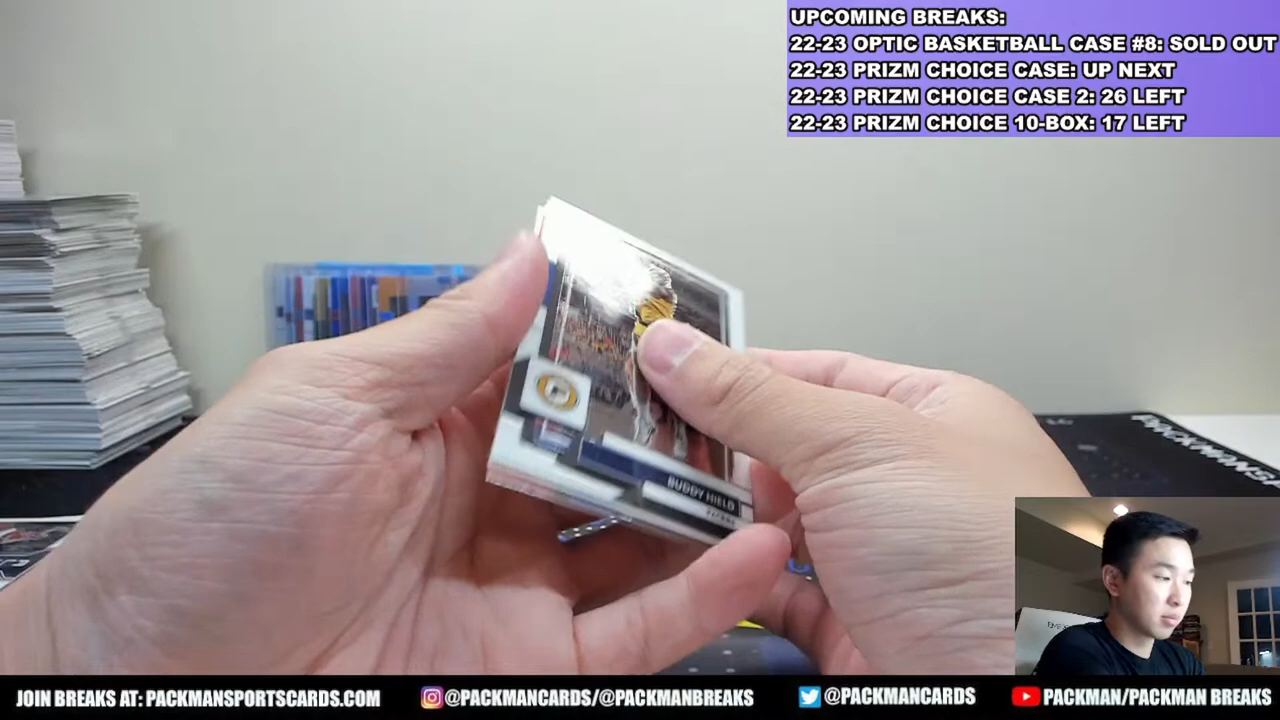 UPCOMING BREAKS:
22-23 OPTIC BASKETBALL CASE #8: SOLD OUT
22-23 PRIZM CHOICE CASE: UP NEXT
22-23 PRIZM CHOICE CASE 2: 26 LEFT
22-23 PRIZM CHOICE 10-BOX: 17 LEFT
BUDDY HIELD
JOIN BREAKS AT: PACKMANSPORTSCARDS.COM
@PACKMANCARDS/@PACKMANBREAKS
@PACKMANCARDS
PACKMAN/PACKMAN BREAKS